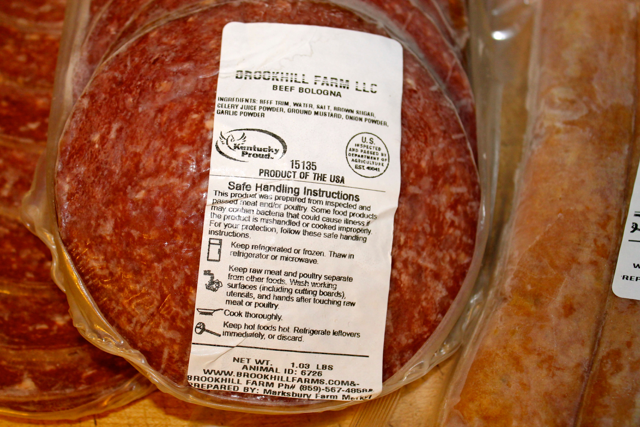 BROOKHILL FARM LLC
BEEF BOLOGNA
INGREDIENTS: BEEF TRIM, WATER, SALT, BROWN SUGAR,
CELERY JUICE POWDER, GROUND MUSTARD, ONION POWDER,
GARLIC POWDER
Kentucky
Proud.
U.S.
INSPECTED
AND PASSED BY
DEPARTMENT OF
AGRICULTURE
EST.
15135
PRODUCT OF THE USA
Safe Handling Instructions
This product was prepared from inspected and
passed meat and/or poultry. Some food products
may contain bacteria that could cause illness if
the product is mishandled or cooked improperly.
For your protection, follow these safe handling
instructions.
Keep refrigerated or frozen. Thaw in
refrigerator or microwave.
Keep raw meat and poultry separate
from other foods. Wash working
surfaces (including cutting boards),
utensils, and hands after touching raw
meat or poultry
Cook thoroughly.
Keep hot foods hot. Refrigerate leftovers
immediately, or discard.
NET WT. 1.03 LBS
ANIMAL ID: 6726
WWW.BROOKHILLFARMS.COM&
BROOKHILL FARM Ph# (859)-567-
PREPARED BY: Marksbury Farm Market
W
REF